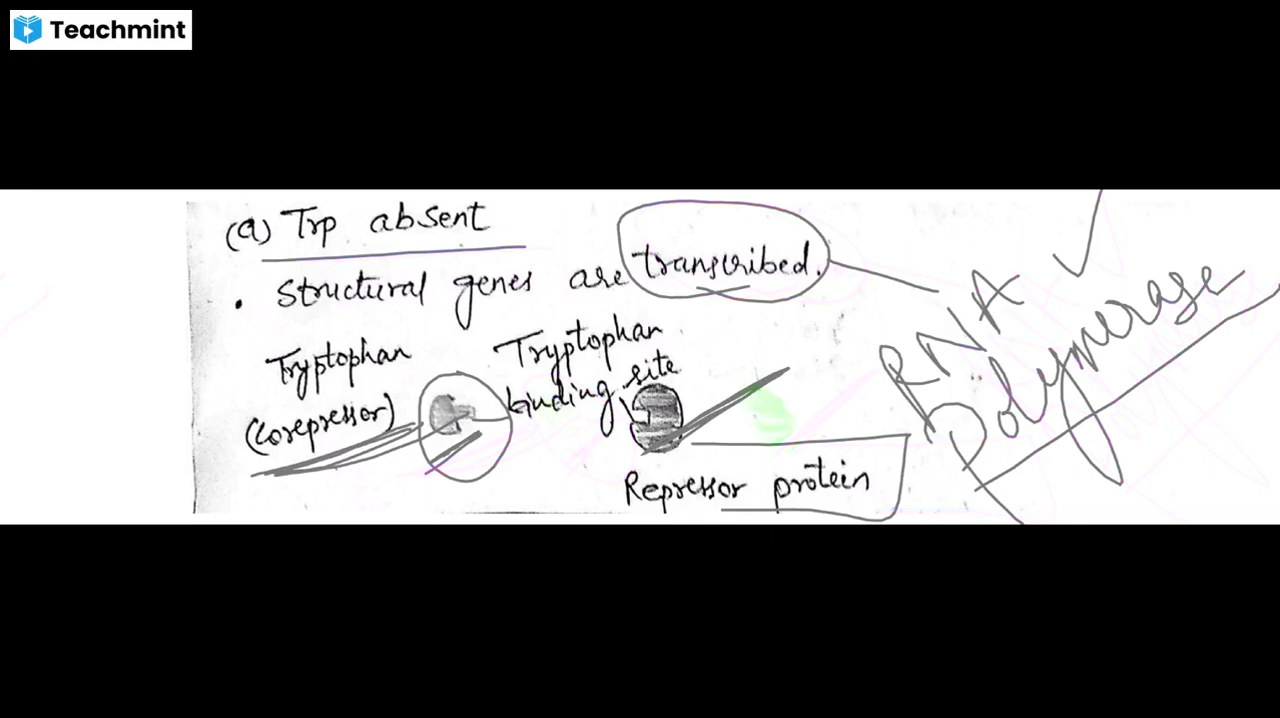 Teachmint
(a) Trp absent
• Structural genes are transcribed.
Tryptophan
(corepressor)
Tryptophan
binding site
Repressor protein
RNA
Polymerase